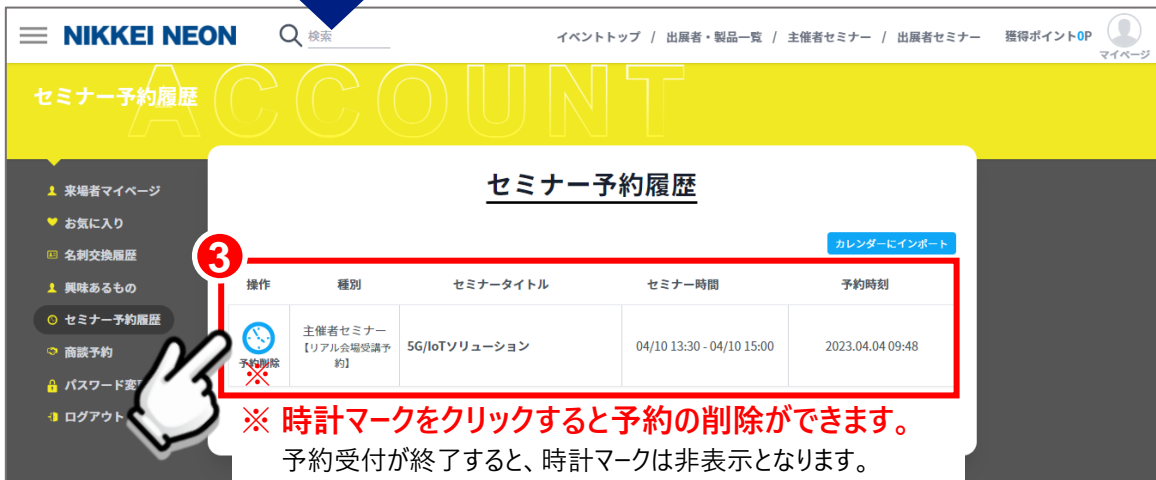 NIKKEI NEON
検索
イベントトップ / 出展者・製品一覧 / 主催者セミナー / 出展者セミナー 獲得ポイント0P
マイページ
ACCOUNT
セミナー予約履歴
来場者マイページ
お気に入り
名刺交換履歴
興味あるもの
セミナー予約履歴
商談予約
パスワード変
ログアウト
セミナー予約履歴
カレンダーにインポート
3
操作 種別 セミナータイトル セミナー時間 予約時刻
予約削除
※
主催者セミナー
【リアル会場受講予
約】
5G/IoTソリューション
04/10 13:30 - 04/10 15:00
2023.04.04 09:48
※ 時計マークをクリックすると予約の削除ができます。
予約受付が終了すると、時計マークは非表示となります。